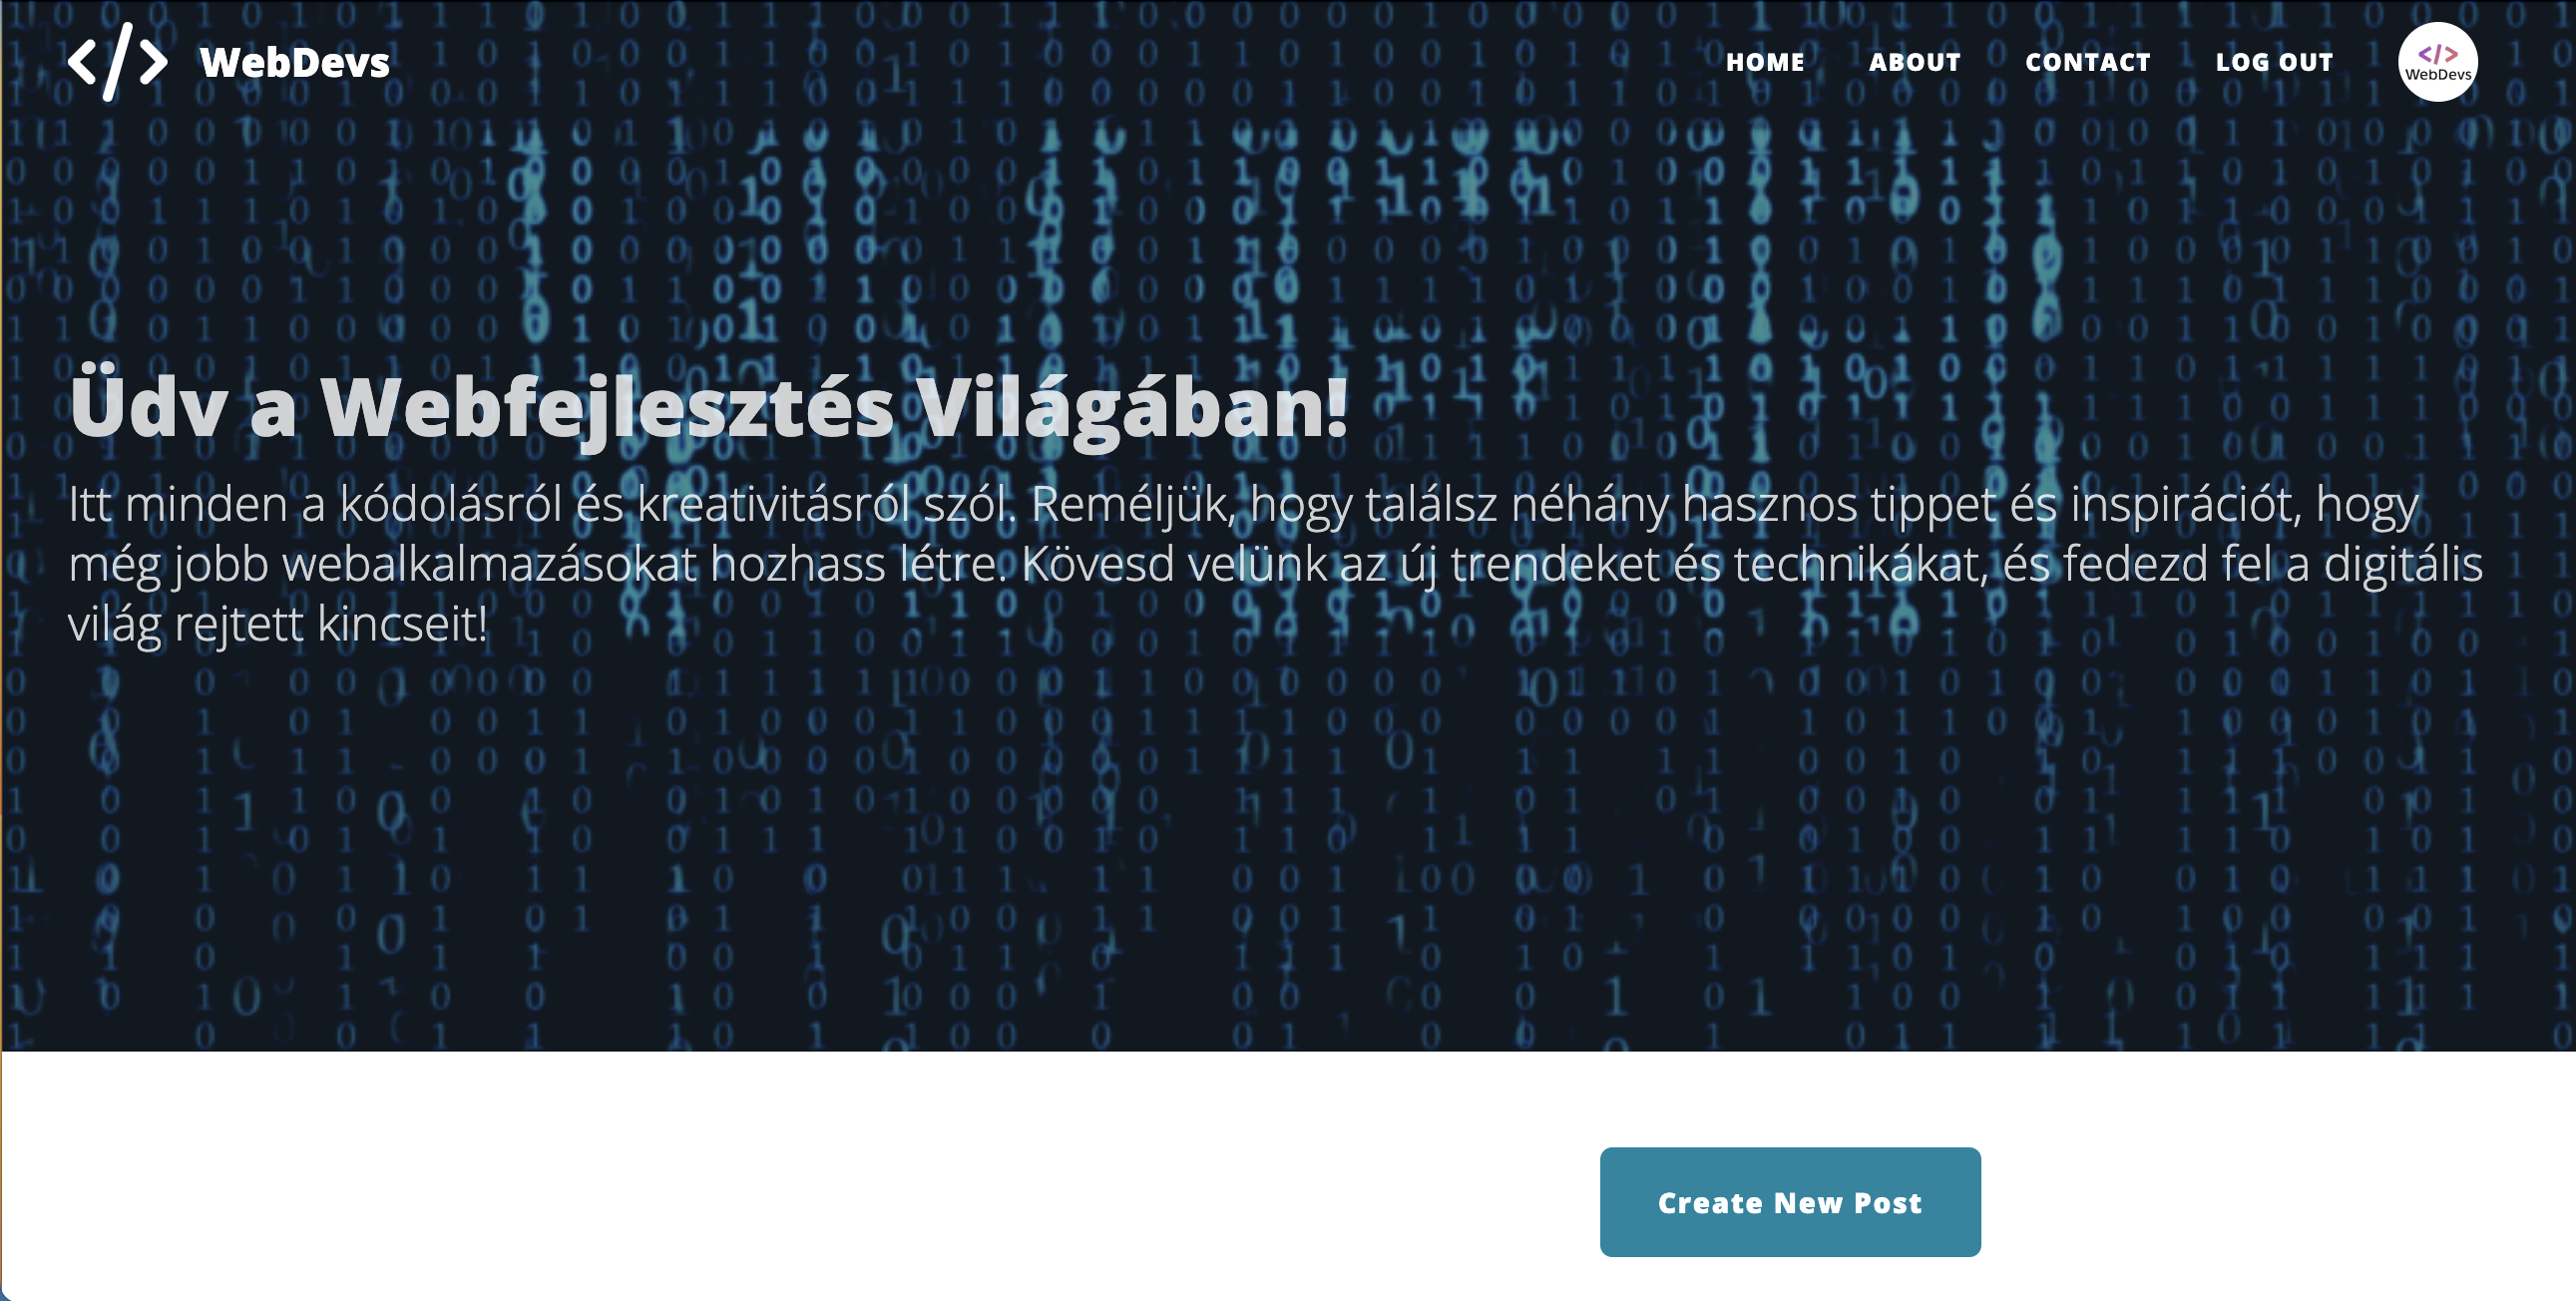 WebDevs
HOME ABOUT CONTACT LOG OUT
</> WebDevs
Üdv a Webfejlesztés Világában!
Itt minden a kódolásról és kreativitásról szól. Reméljük, hogy találsz néhány hasznos tippet és inspirációt, hogy
még jobb webalkalmazásokat hozhass létre. Kövesd velünk az új trendeket és technikákat, és fedezd fel a digitális
világ rejtett kincseit!
Create New Post